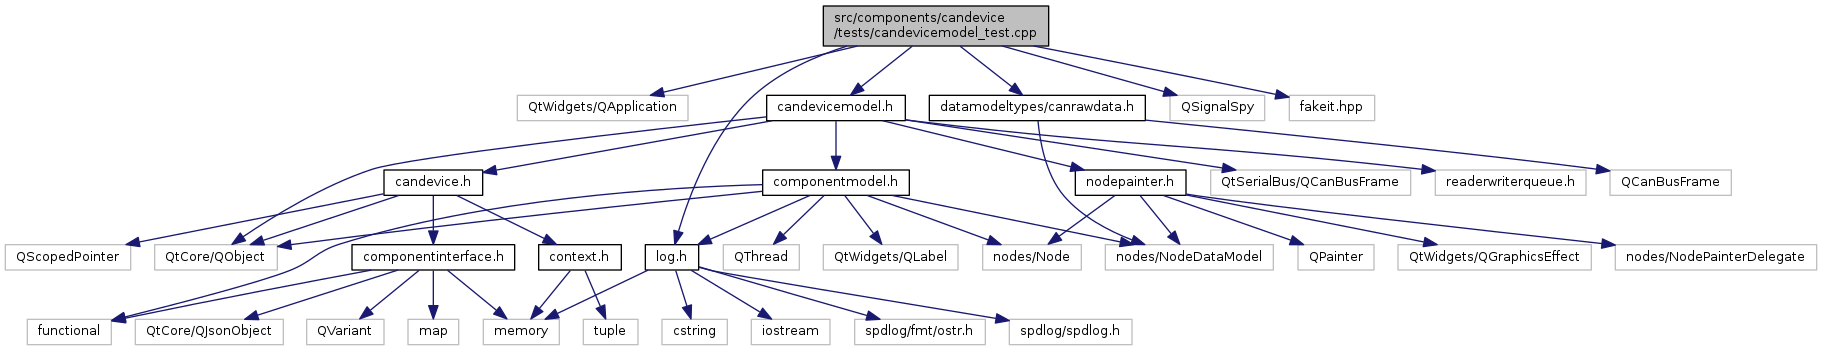 src/components/candevice
/tests/candevicemodel_test.cpp
QtWidgets/QApplication
candevicemodel.h
datamodeltypes/canrawdata.h
QSignalSpy
fakeit.hpp
candevice.h
componentmodel.h
nodepainter.h
QtSerialBus/QCanBusFrame
readerwriterqueue.h
QCanBusFrame
QScopedPointer
QtCore/QObject
componentinterface.h
context.h
log.h
QThread
QtWidgets/QLabel
nodes/Node
nodes/NodeDataModel
QPainter
QtWidgets/QGraphicsEffect
nodes/NodePainterDelegate
functional
QtCore/QJsonObject
QVariant
map
memory
tuple
cstring
iostream
spdlog/fmt/ostr.h
spdlog/spdlog.h